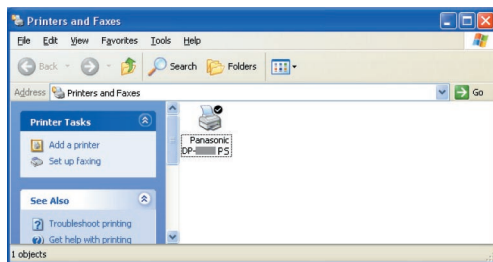 Printers and Faxes
File Edit View Favorites Tools Help
Back Search Folders
Address Printers and Faxes Go
Printer Tasks
Add a printer
Set up faxing
See Also
Troubleshoot printing
Get help with printing
Panasonic
DP- PS
1 objects